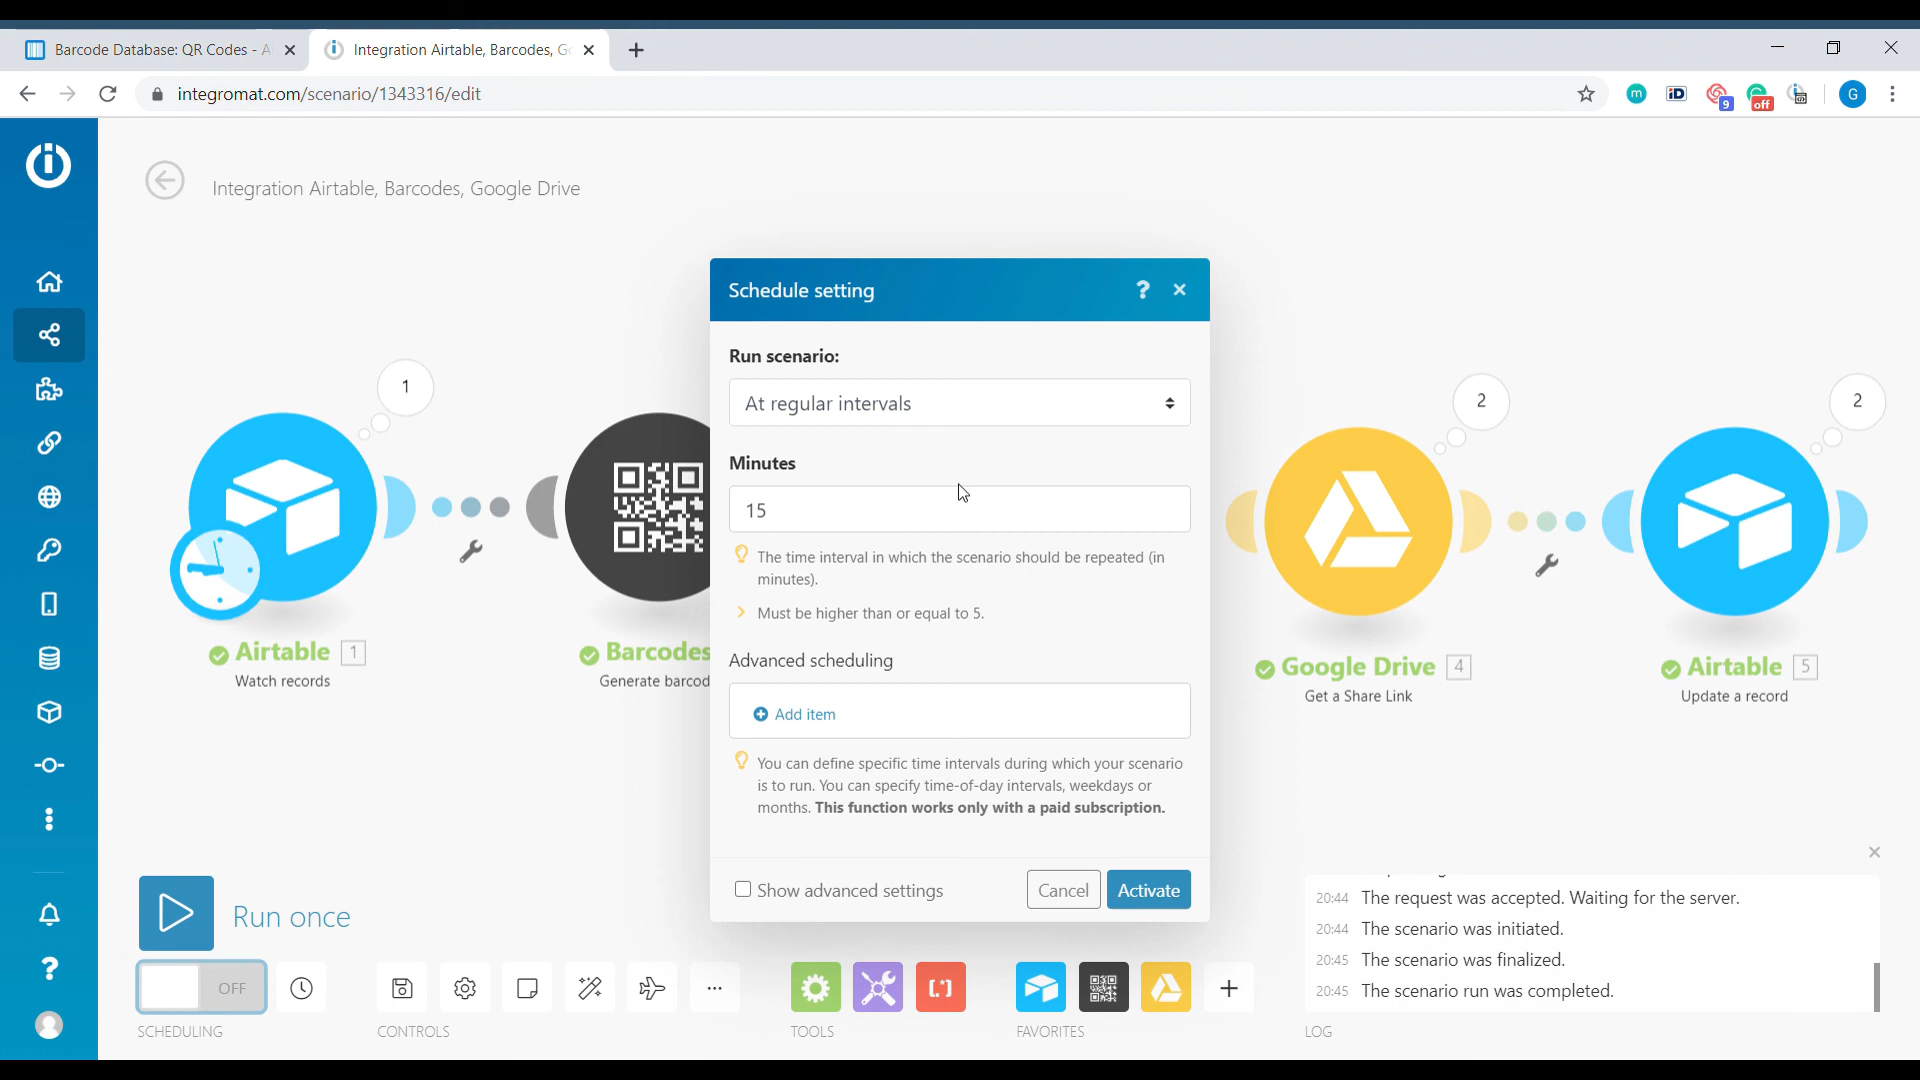 Barcode Database: QR Codes - A
Integration Airtable, Barcodes, Go
integromat.com/scenario/1343316/edit
m
iD
9
off
G
Integration Airtable, Barcodes, Google Drive
Schedule setting
?
Run scenario:
At regular intervals
Minutes
15
The time interval in which the scenario should be repeated (in
minutes).
Must be higher than or equal to 5.
Advanced scheduling
Add item
You can define specific time intervals during which your scenario
is to run. You can specify time-of-day intervals, weekdays or
months. This function works only with a paid subscription.
Show advanced settings
Cancel
Activate
1
Airtable 1
Watch records
Barcodes
Generate barcod
2
Google Drive 4
Get a Share Link
2
Airtable 5
Update a record
Run once
OFF
SCHEDULING
CONTROLS
TOOLS
FAVORITES
20:44 The request was accepted. Waiting for the server.
20:44 The scenario was initiated.
20:45 The scenario was finalized.
20:45 The scenario run was completed.
LOG